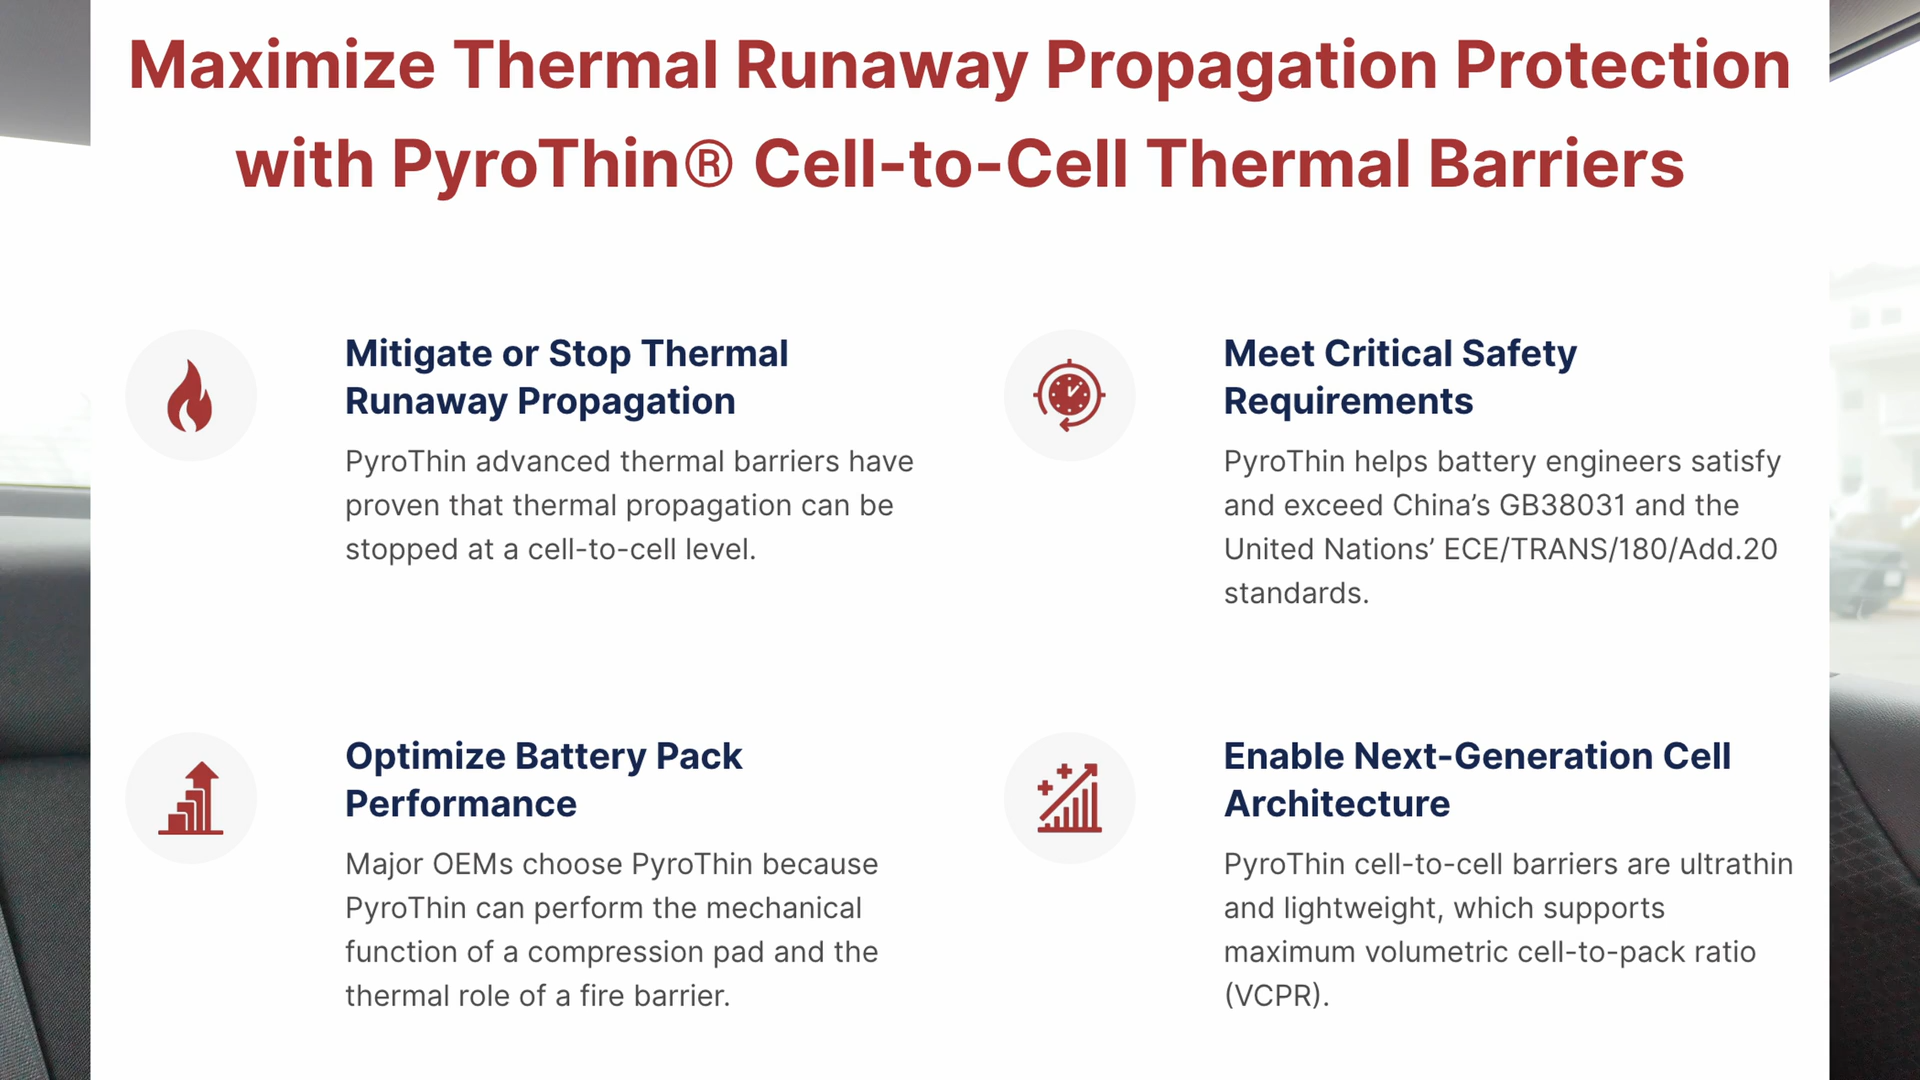 Maximize Thermal Runaway Propagation Protection
with PyroThin® Cell-to-Cell Thermal Barriers
Mitigate or Stop Thermal
Runaway Propagation
PyroThin advanced thermal barriers have
proven that thermal propagation can be
stopped at a cell-to-cell level.
Meet Critical Safety
Requirements
PyroThin helps battery engineers satisfy
and exceed China’s GB38031 and the
United Nations’ ECE/TRANS/180/Add.20
standards.
Optimize Battery Pack
Performance
Major OEMs choose PyroThin because
PyroThin can perform the mechanical
function of a compression pad and the
thermal role of a fire barrier.
Enable Next-Generation Cell
Architecture
PyroThin cell-to-cell barriers are ultrathin
and lightweight, which supports
maximum volumetric cell-to-pack ratio
(VCPR).